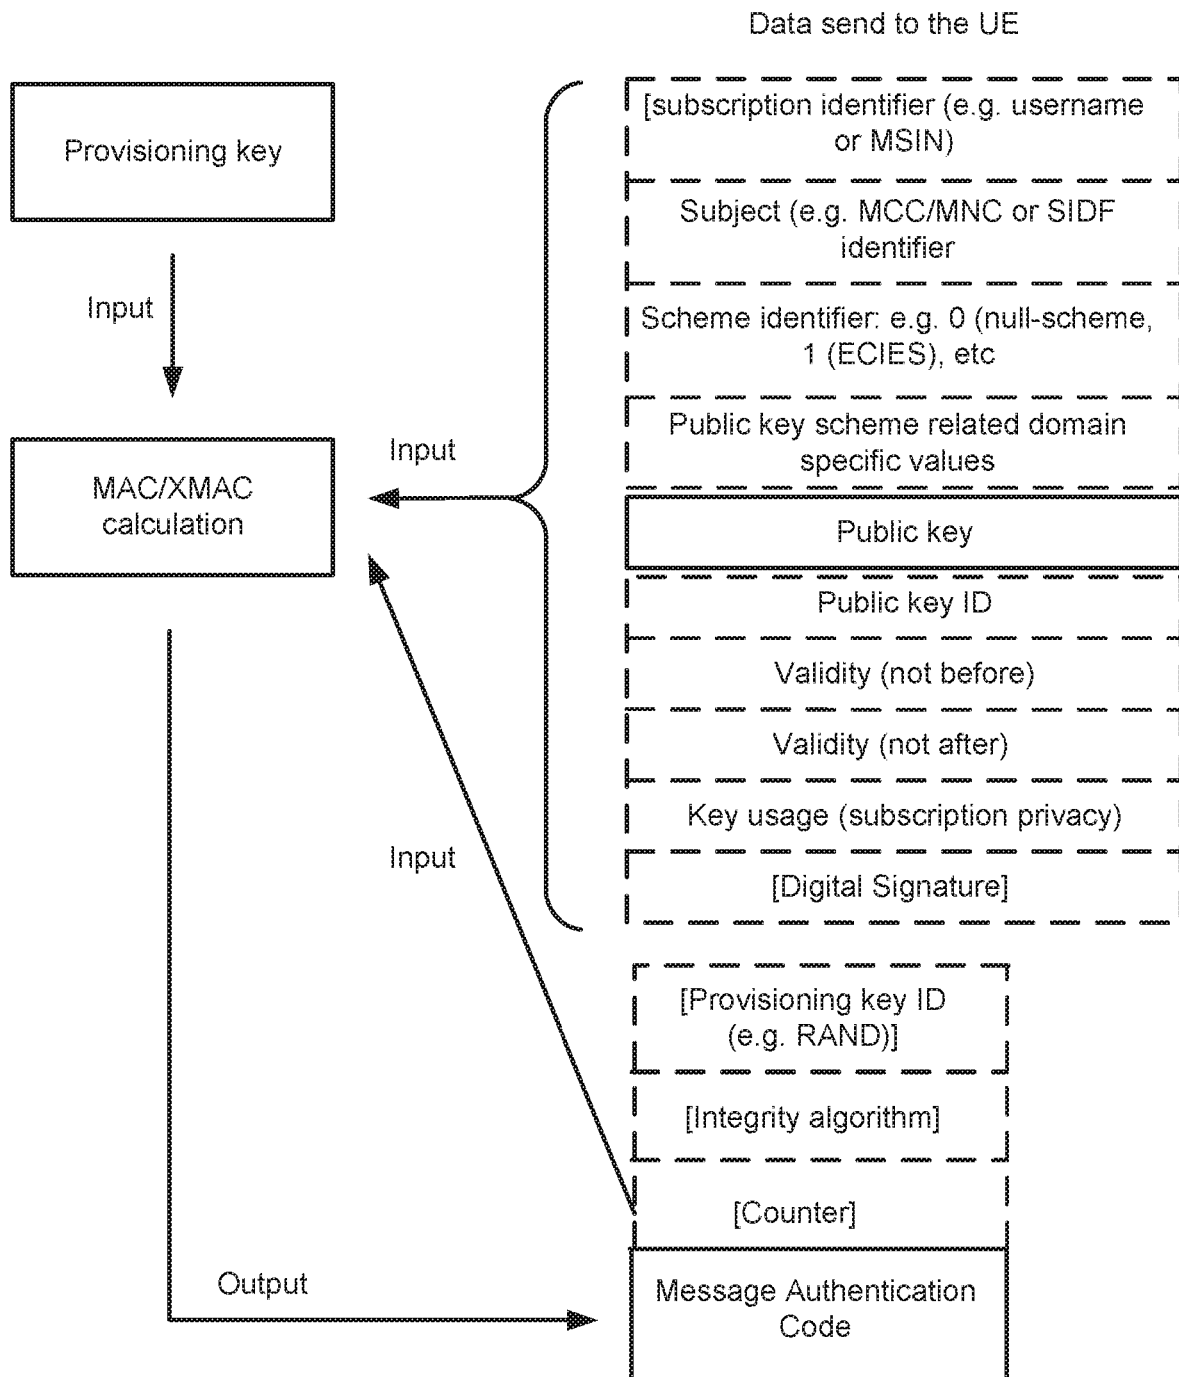 Data send to the UE
Provisioning key
[subscription identifier (e.g. username
or MSIN)
Subject (e.g. MCC/MNC or SIDF
identifier
Input
Scheme identifier: e.g. 0 (null-scheme,
1 (ECIES), etc
Public key scheme related domain
specific values
Input
MAC/XMAC
calculation
Public key
Public key ID
Validity (not before)
Validity (not after)
Key usage (subscription privacy)
Input
[Digital Signature]
[Provisioning key ID
(e.g. RAND)]
[Integrity algorithm]
[Counter]
Output
Message Authentication
Code